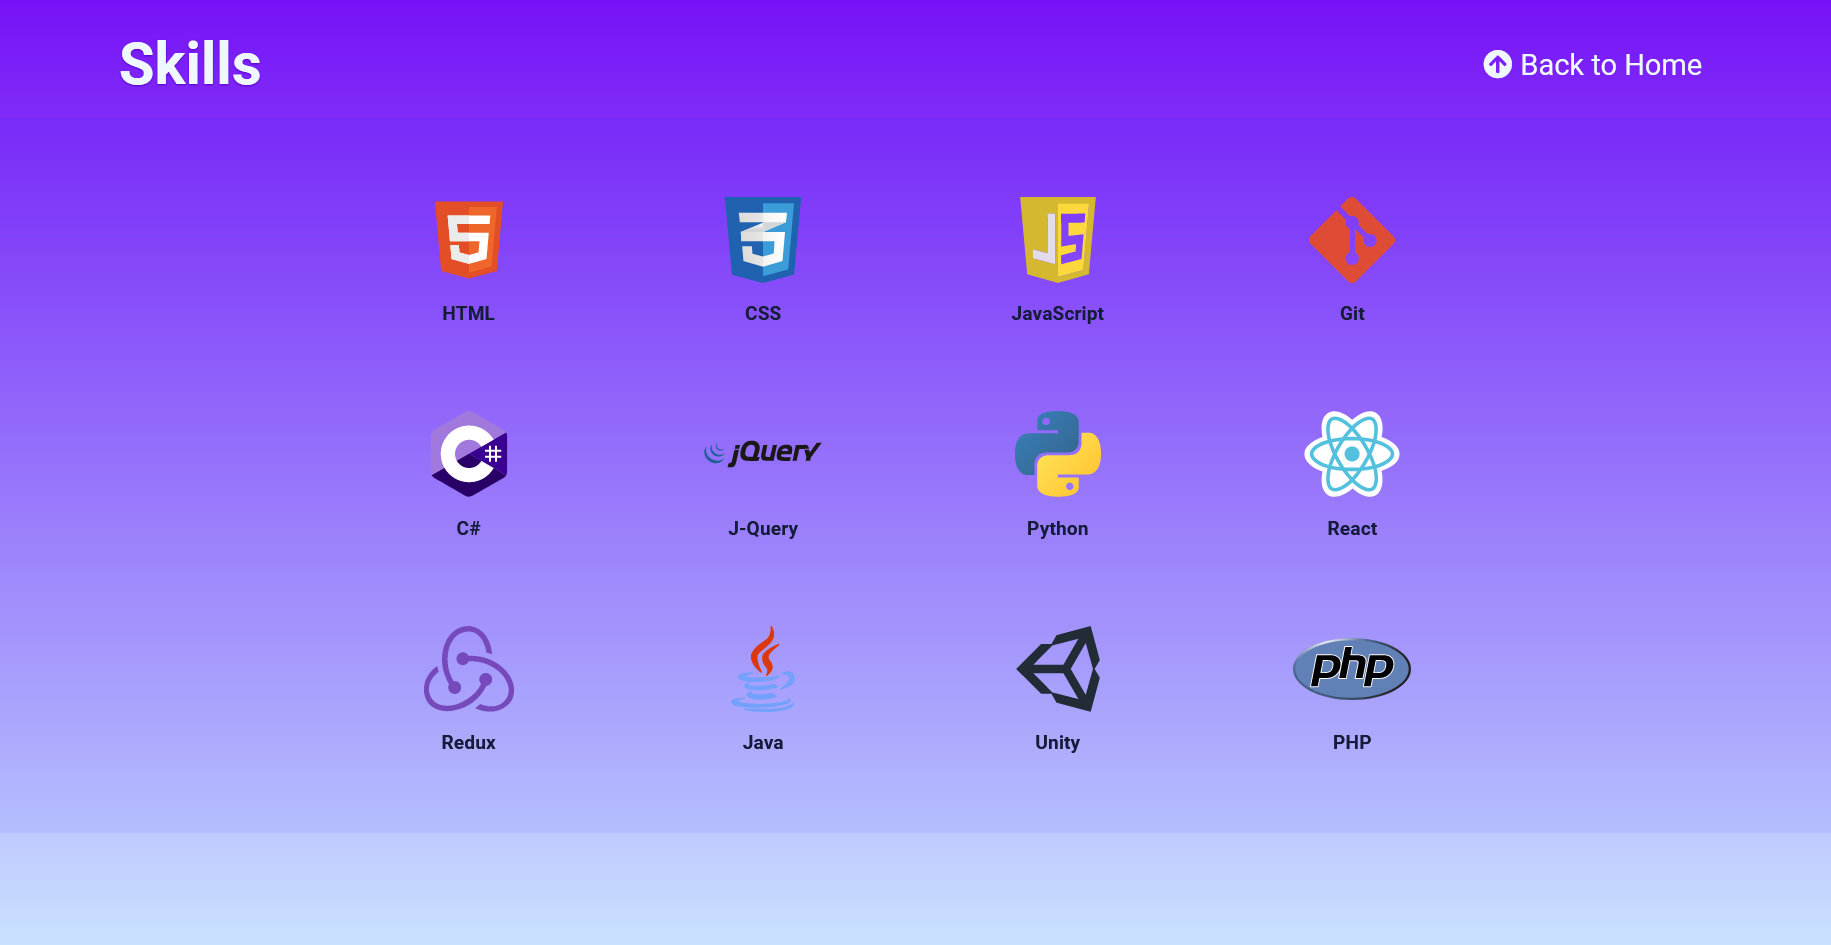 Skills
Back to Home
HTML
CSS
JS
JavaScript
Git
C#
jQuery
J-Query
Python
React
Redux
Java
Unity
php
PHP